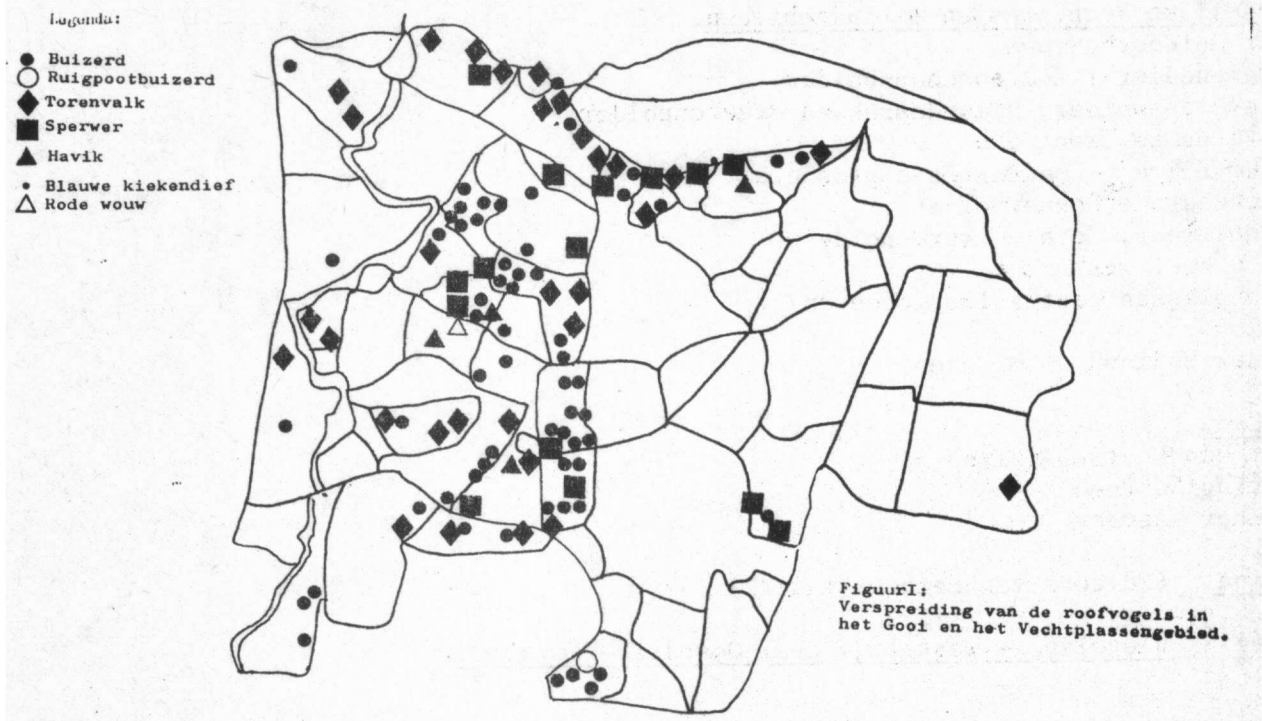 Legenda:
Buizerd
Ruigpootbuizerd
Torenvalk
Sperwer
Havik
Blauwe kiekendief
Rode wouw
FiguurI:
Verspreiding van de roofvogels in
het Gooi en het Vechtplassengebied.